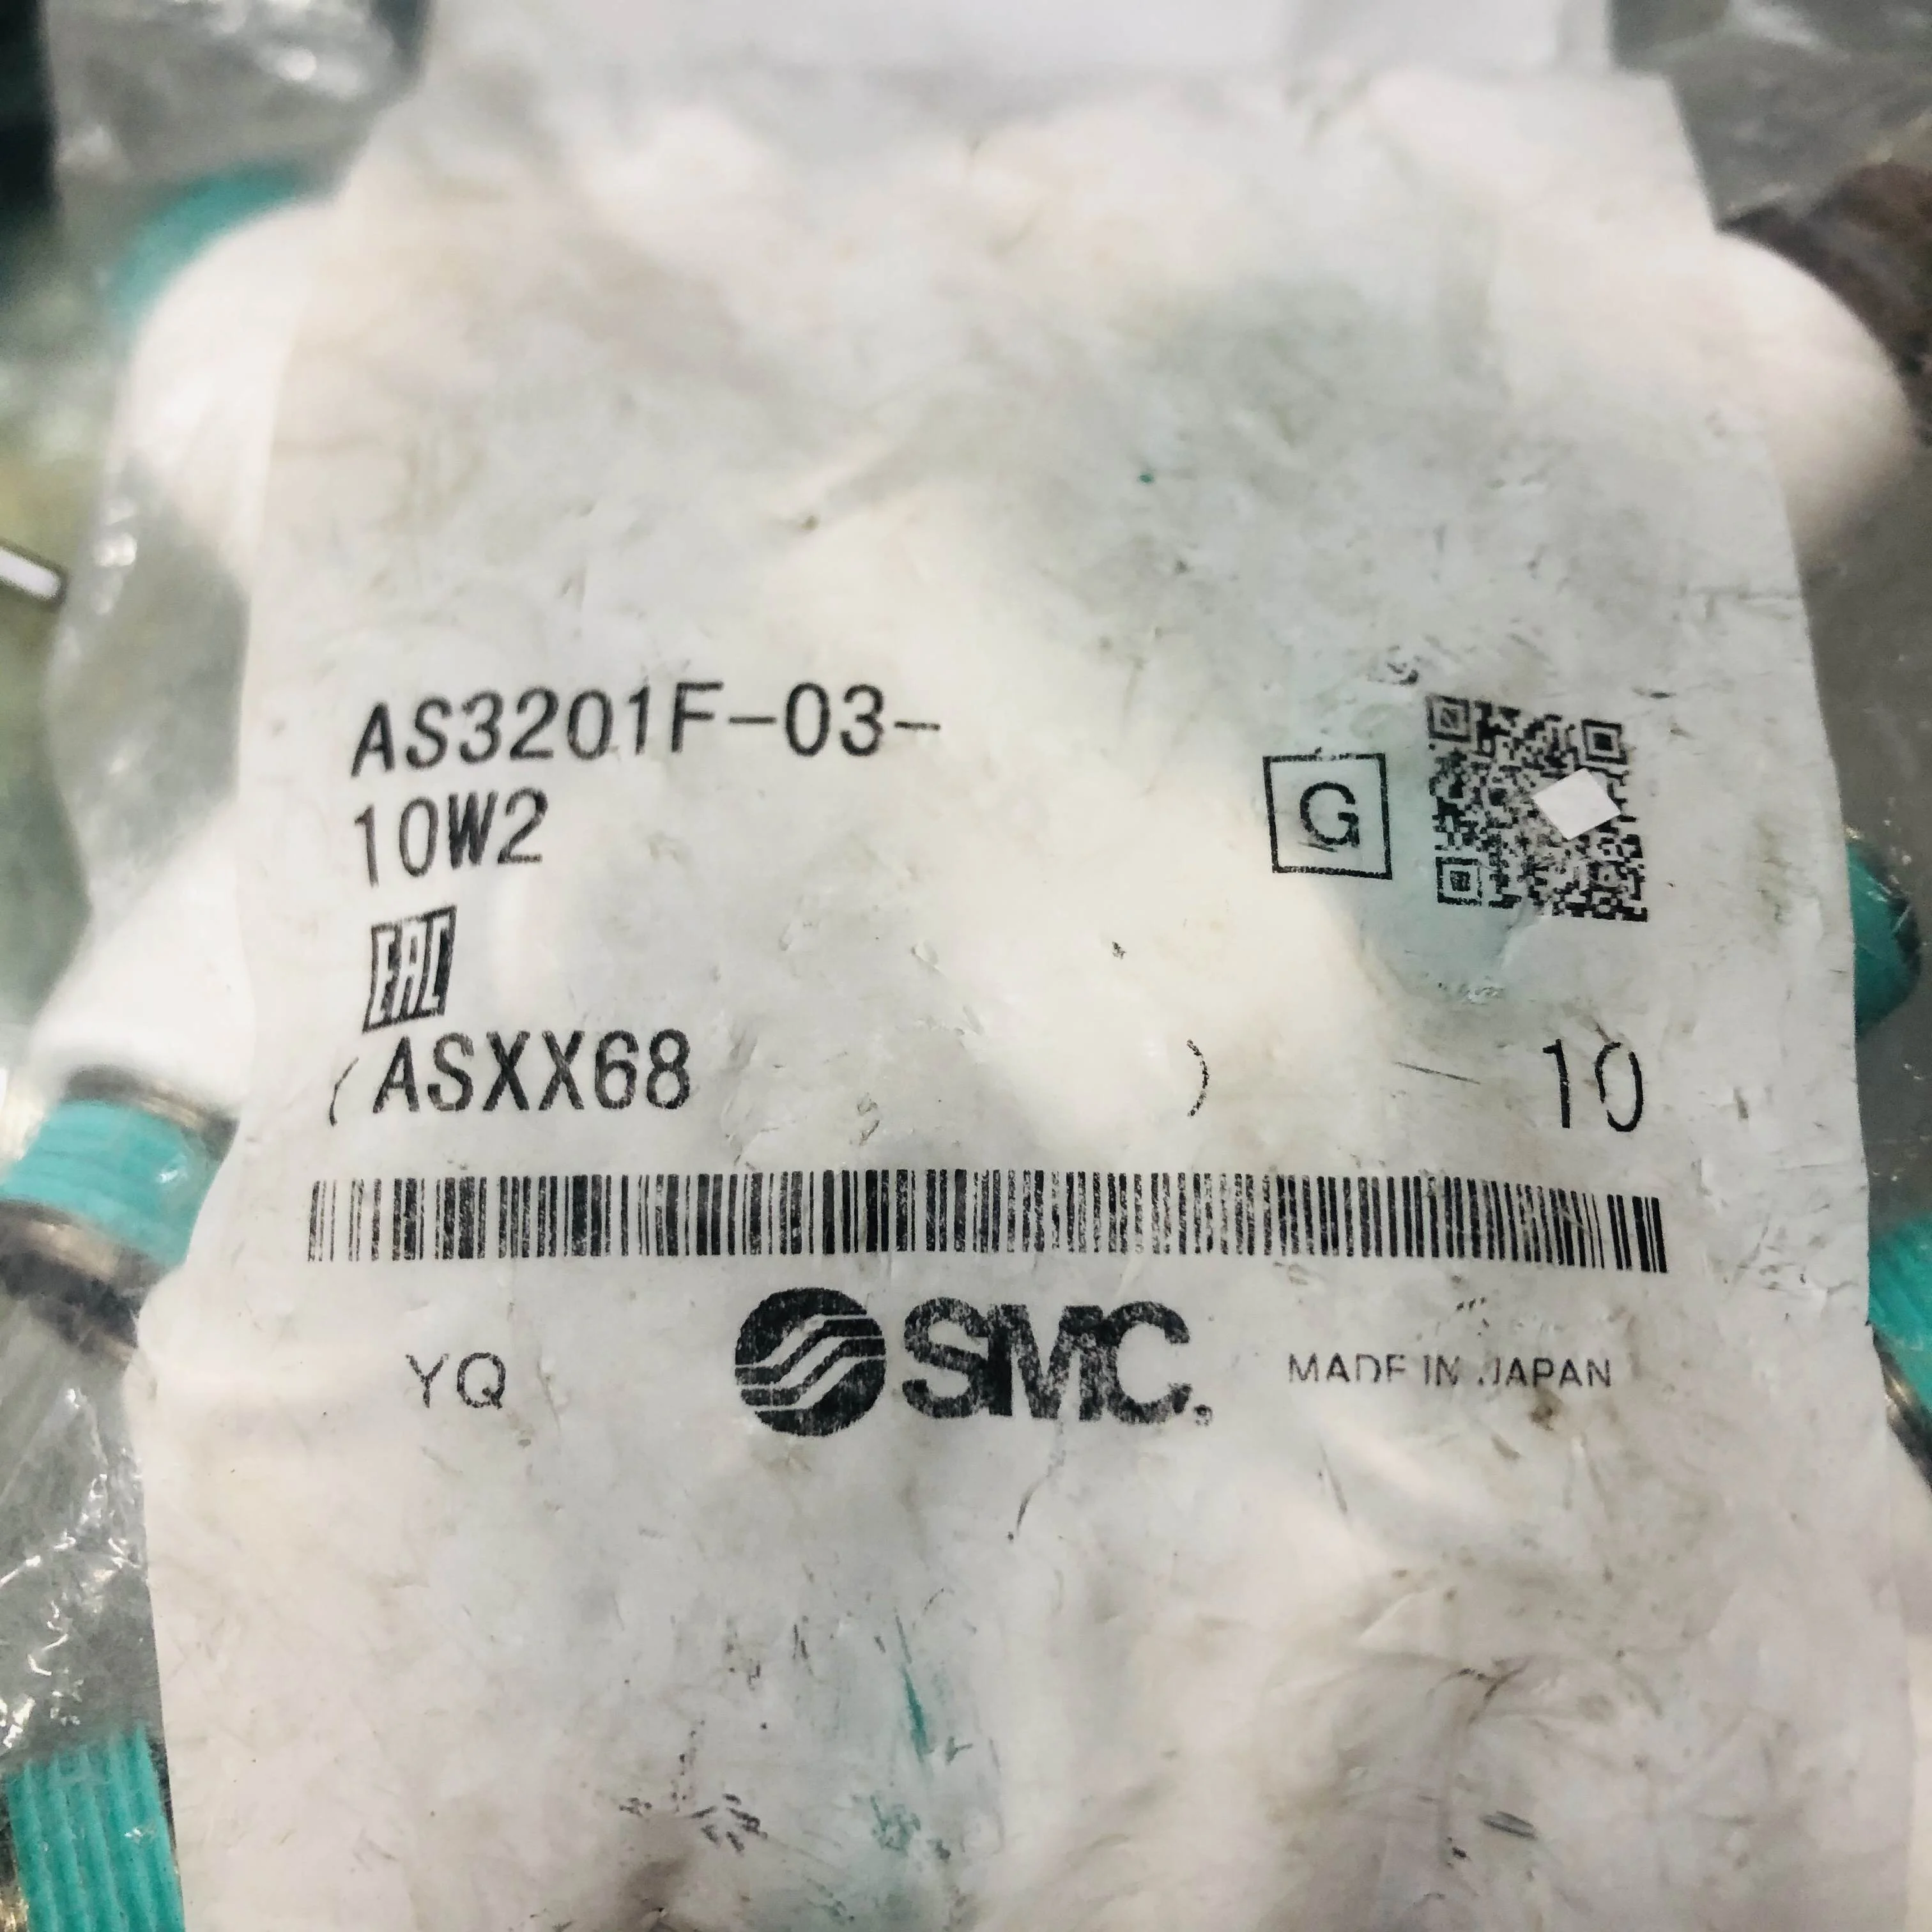 AS3201F-03-
10W2
G
EAC
(ASXX68 ) 10
YQ SMC. MADE IN JAPAN